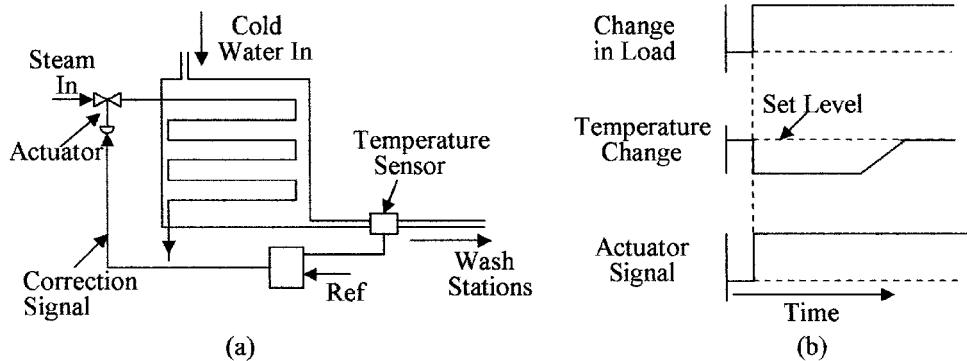 Cold
Water In
Steam
In
Actuator
Temperature
Sensor
Correction
Signal
Ref
Wash
Stations
(a)
Change
in Load
Set Level
Temperature
Change
Actuator
Signal
Time
(b)